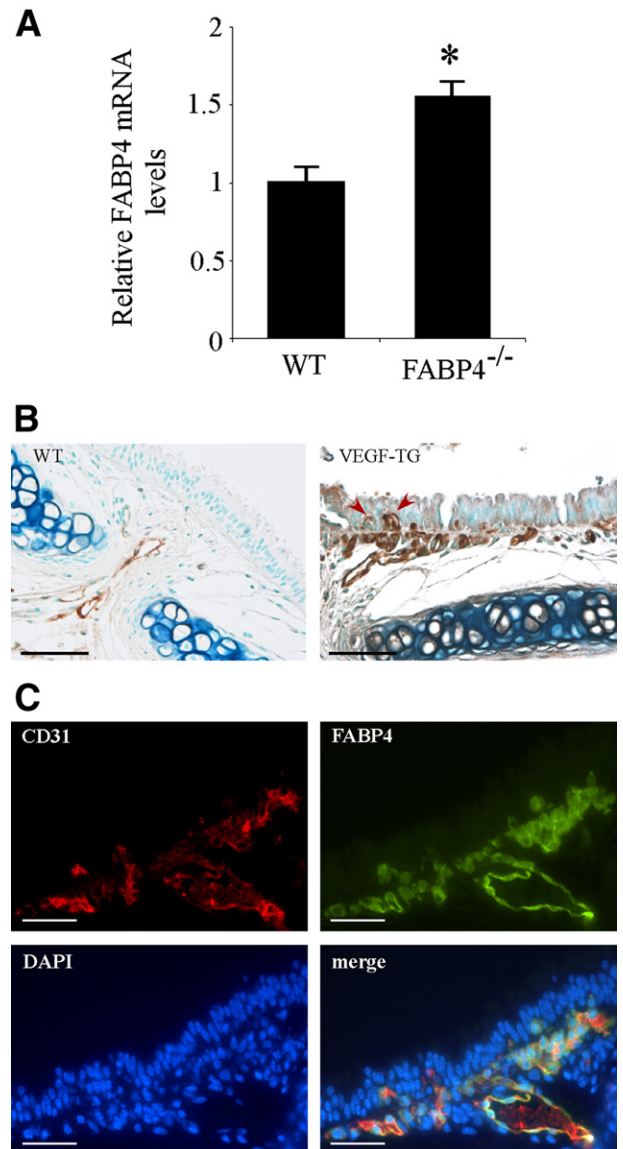 A
Relative FABP4 mRNA
levels
2
1.5
1
0.5
0
*
WT
FABP4-/-
B
WT
VEGF-TG
C
CD31
FABP4
DAPI
merge